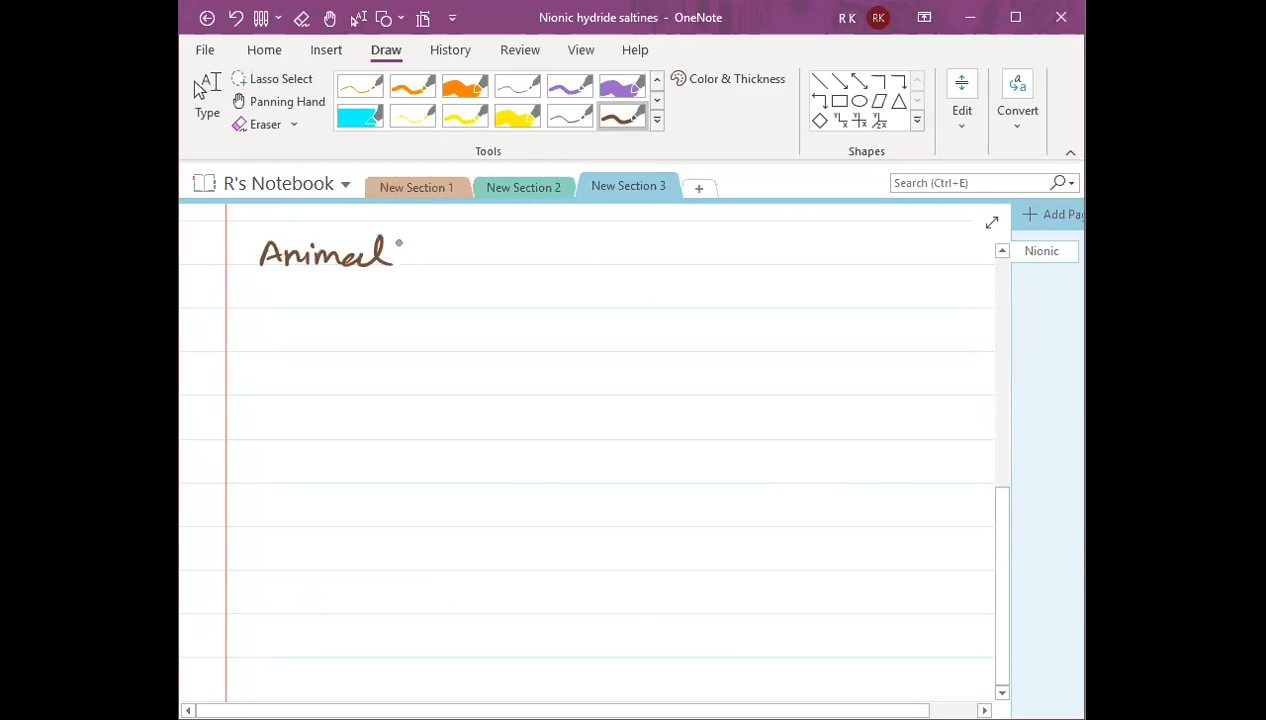 Nionic hydride saltines - OneNote
R K
RK
File Home Insert Draw History Review View Help
Type
Lasso Select
Panning Hand
Eraser
Color & Thickness
Edit
Convert
Tools
Shapes
R's Notebook
New Section 1
New Section 2
New Section 3
+
Search (Ctrl+E)
Add Pag
Nionic
Animal